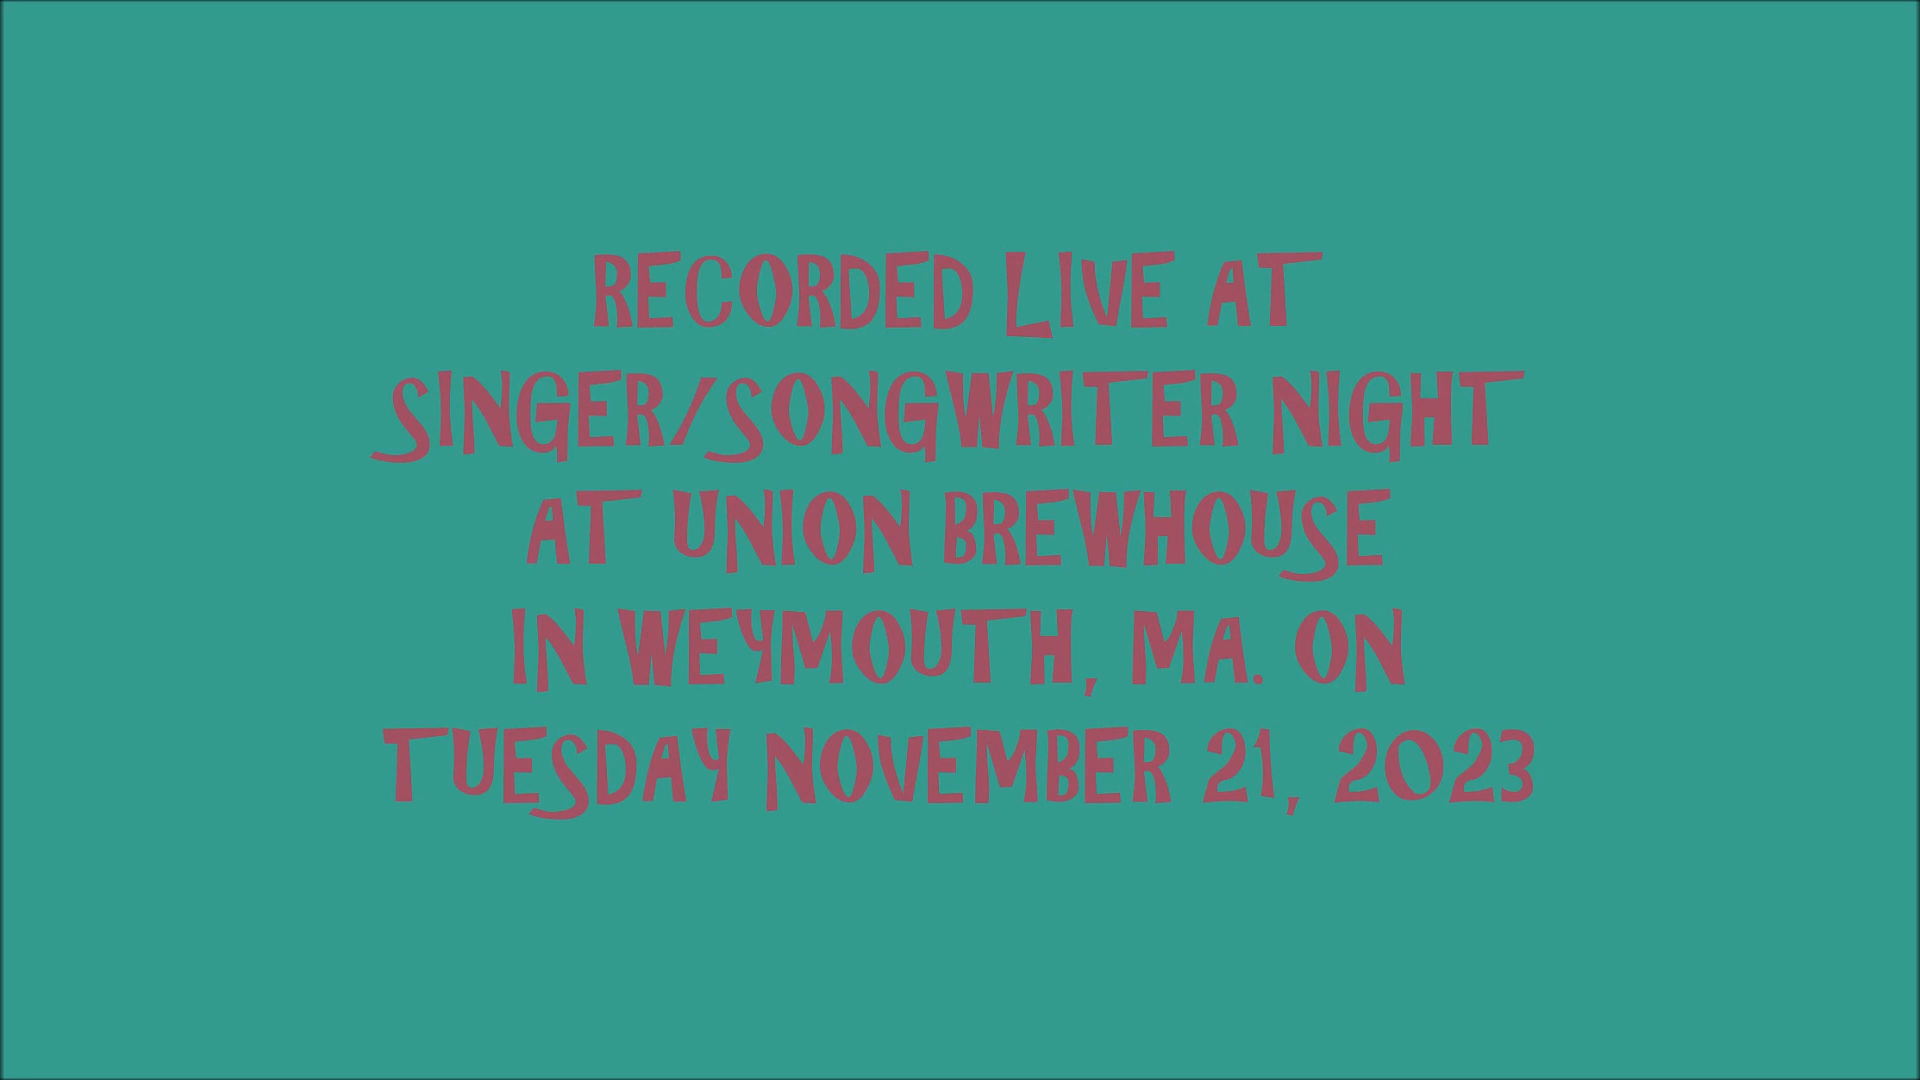 RECORDED LIVE AT
SINGER/SONGWRITER NIGHT
AT UNION BREWHOUSE
IN WEYMOUTH, MA. ON
TUESDAY NOVEMBER 21, 2023